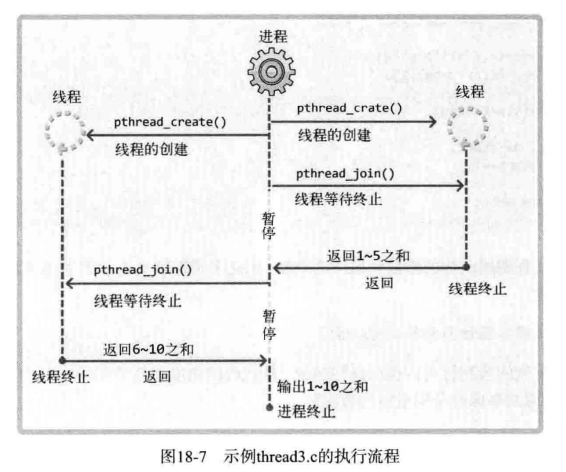 进程
线程
线程
pthread_create()
pthread_crate()
线程的创建
线程的创建
pthread_join()
线程等待终止
暂停
返回1~5之和
pthread_join()
返回
线程终止
线程等待终止
暂停
返回6~10之和
线程终止
返回
输出1~10之和
进程终止
图18-7 示例thread3.c的执行流程